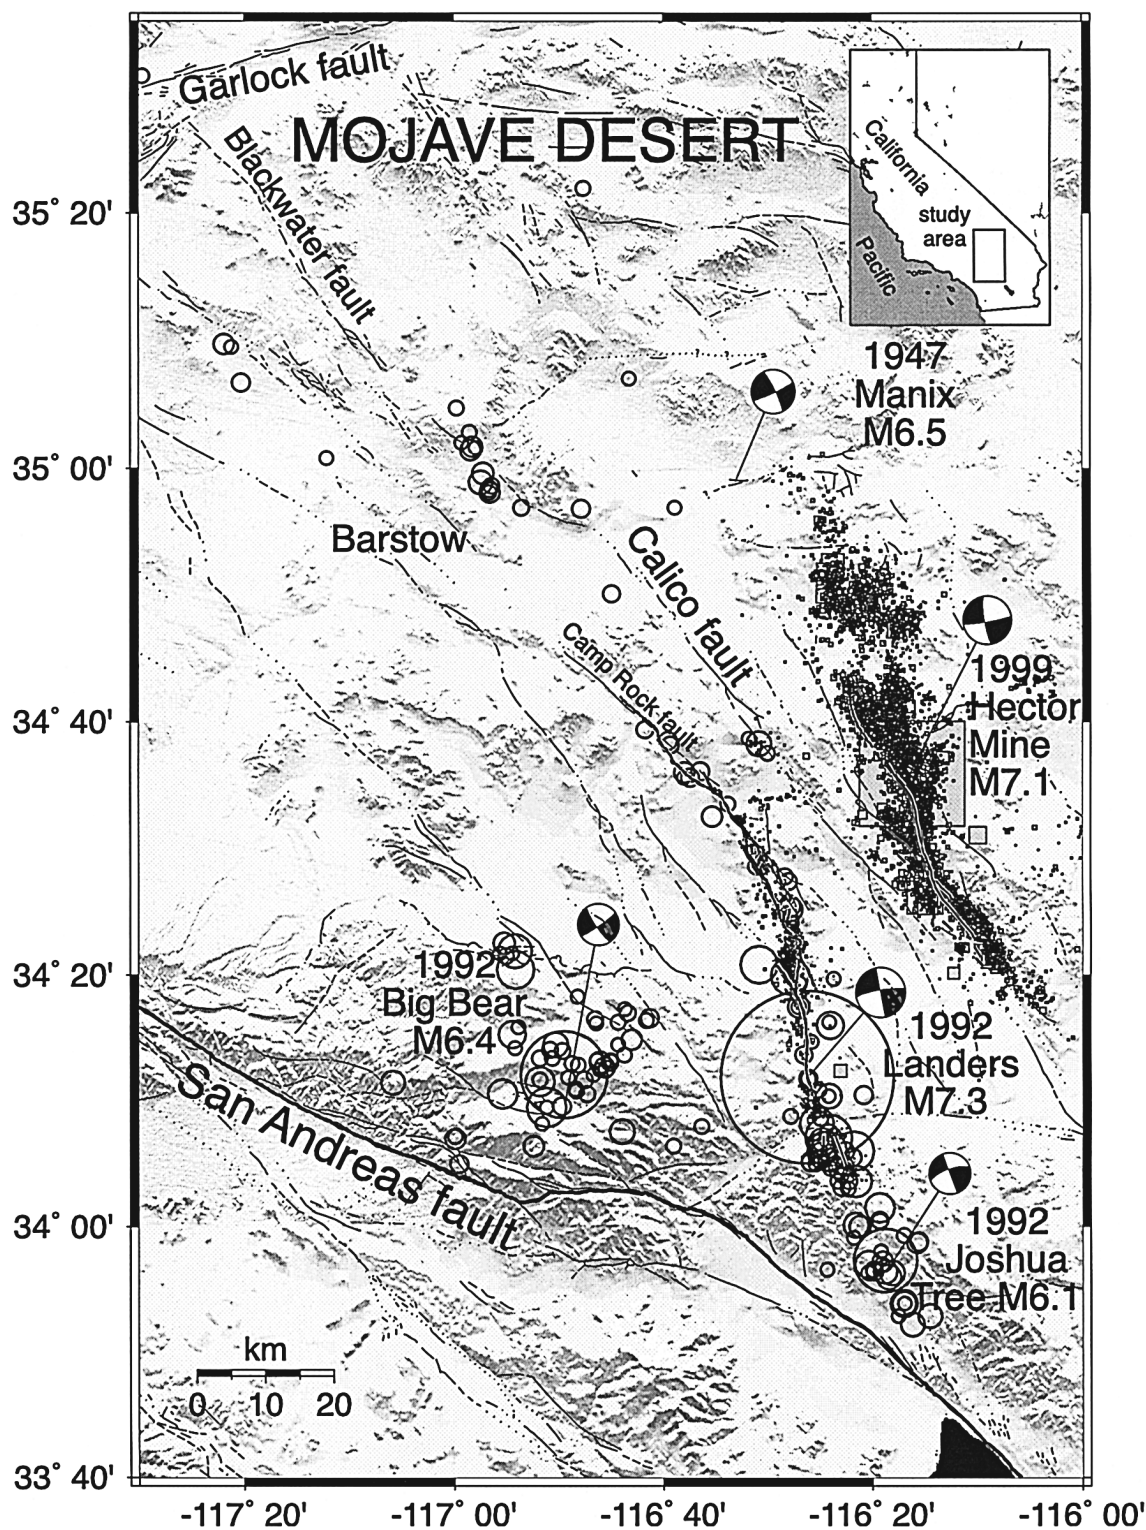 Garlock fault
MOJAVE DESERT
Blackwater fault
California
study
area
Pacific
35° 20'
1947
Manix
M6.5
35° 00'
Barstow
Calico fault
Camp Rock fault
1999
Hector
Mine
M7.1
34° 40'
34° 20'
1992
Big Bear
M6.4
1992
Landers
M7.3
San Andreas fault
34° 00'
1992
Joshua
Tree M6.1
km
0 10 20
33° 40'
-117° 20' -117° 00' -116° 40' -116° 20' -116° 00'